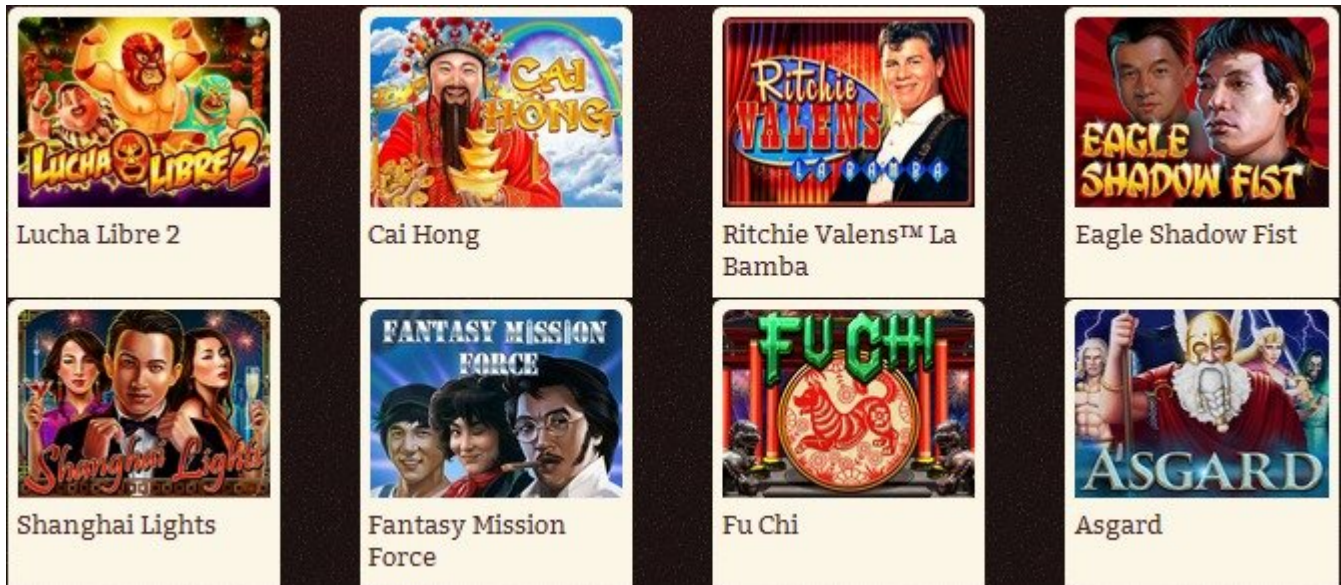 LUCHA LIBRE 2
CAI
HONG
Ritchie
VALENS
LA BAMBA
EAGLE
SHADOW FIST
Lucha Libre 2
Cai Hong
Ritchie Valens™ La
Bamba
Eagle Shadow Fist
Shanghai Lights
FANTASY MISSION
FORCE
FU CHI
ASGARD
Shanghai Lights
Fantasy Mission
Force
Fu Chi
Asgard